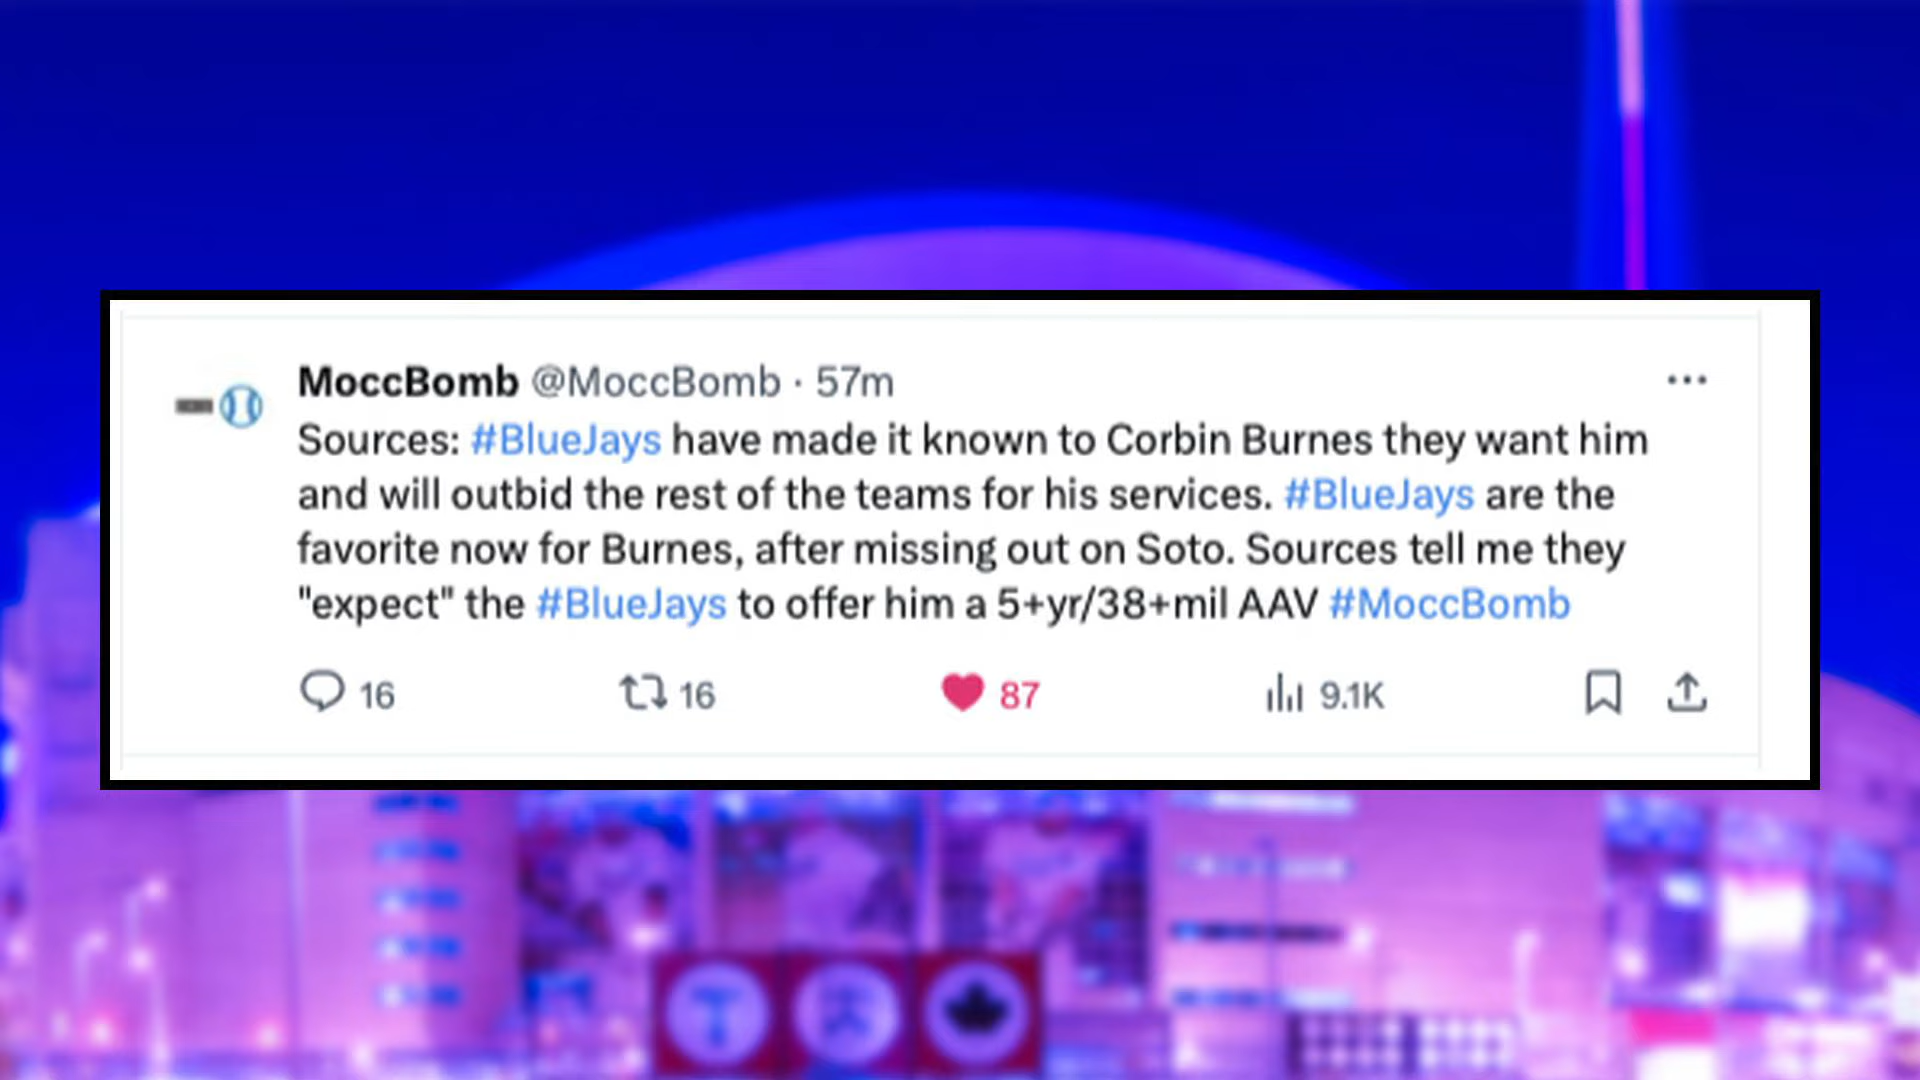 MoccBomb @MoccBomb · 57m
Sources: #BlueJays have made it known to Corbin Burnes they want him
and will outbid the rest of the teams for his services. #BlueJays are the
favorite now for Burnes, after missing out on Soto. Sources tell me they
"expect" the #BlueJays to offer him a 5+yr/38+mil AAV #MoccBomb
16 16 87 9.1K